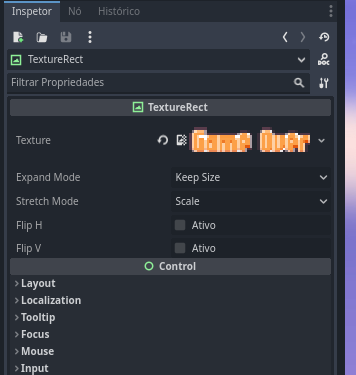 Inspetor Nó Histórico
TextureRect
Filtrar Propriedades
TextureRect
Texture Game Over
Expand Mode Keep Size
Stretch Mode Scale
Flip H Ativo
Flip V Ativo
Control
Layout
Localization
Tooltip
Focus
Mouse
Input